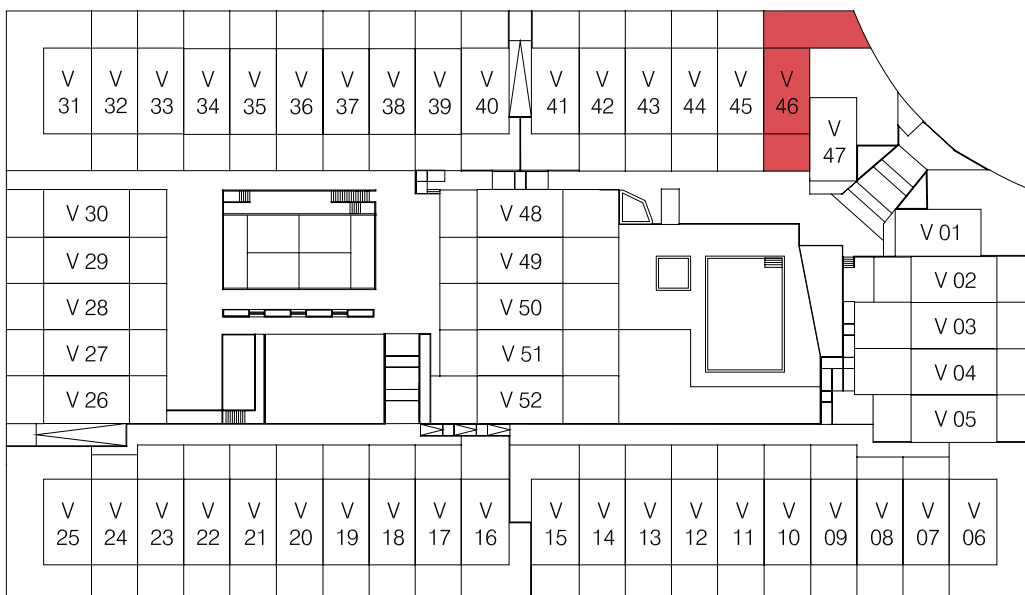 V V V V V V V V V V V V V V V V
31 32 33 34 35 36 37 38 39 40 41 42 43 44 45 46
V
47
V 30 V 48
V 01
V 29 V 49
V 02
V 28 V 50
V 03
V 27 V 51
V 04
V 26 V 52
V 05
V V V V V V V V V V V V V V V V V V V V
25 24 23 22 21 20 19 18 17 16 15 14 13 12 11 10 09 08 07 06